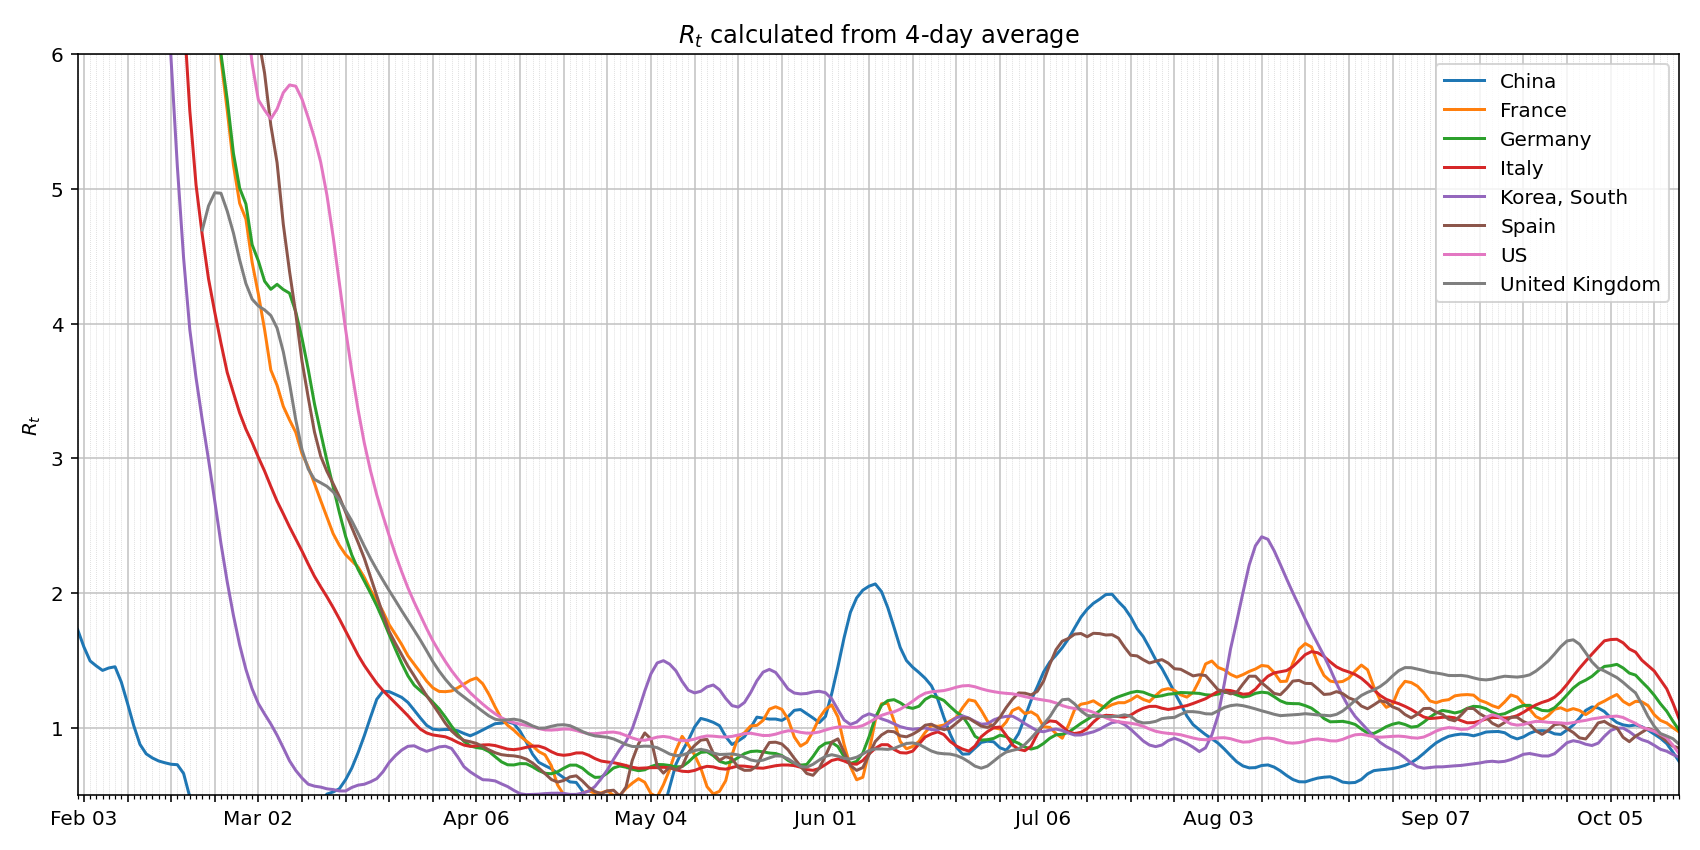 R_t calculated from 4-day average
6
5
4
3
2
1
R_t
China
France
Germany
Italy
Korea, South
Spain
US
United Kingdom
Feb 03 Mar 02 Apr 06 May 04 Jun 01 Jul 06 Aug 03 Sep 07 Oct 05